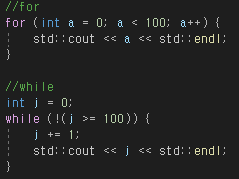 //for
for (int a = 0; a < 100; a++) {
    std::cout << a << std::endl;
}

//while
int j = 0;
while (!(j >= 100)) {
    j += 1;
    std::cout << j << std::endl;
}